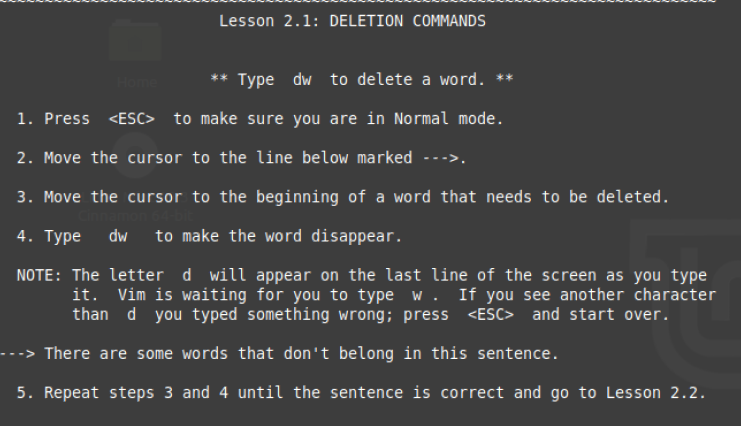 ~~~~~~~~~~~~~~~~~~~~~~~~~~~~~~~~~~~~~~~~~~~~~~~~~~~~~~~~~~~~~~~~~~~~~~~~~~~~~~
Lesson 2.1: DELETION COMMANDS
** Type  dw  to delete a word. **
1. Press  <ESC>  to make sure you are in Normal mode.
2. Move the cursor to the line below marked --->.
3. Move the cursor to the beginning of a word that needs to be deleted.
4. Type   dw   to make the word disappear.
NOTE: The letter  d  will appear on the last line of the screen as you type
it.  Vim is waiting for you to type  w .  If you see another character
than  d  you typed something wrong; press  <ESC>  and start over.
---> There are some words that don't belong in this sentence.
5. Repeat steps 3 and 4 until the sentence is correct and go to Lesson 2.2.
Home